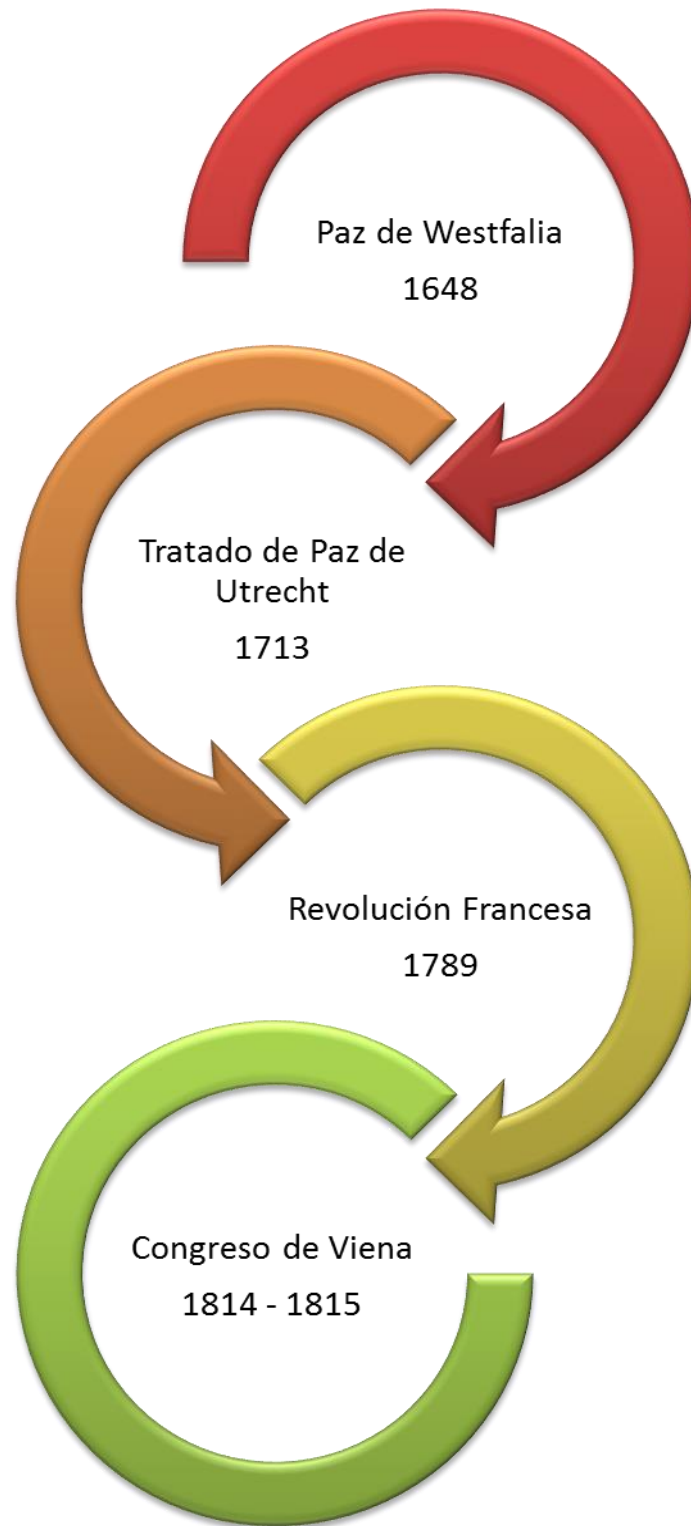 Paz de Westfalia
1648
Tratado de Paz de
Utrecht
1713
Revolución Francesa
1789
Congreso de Viena
1814 - 1815